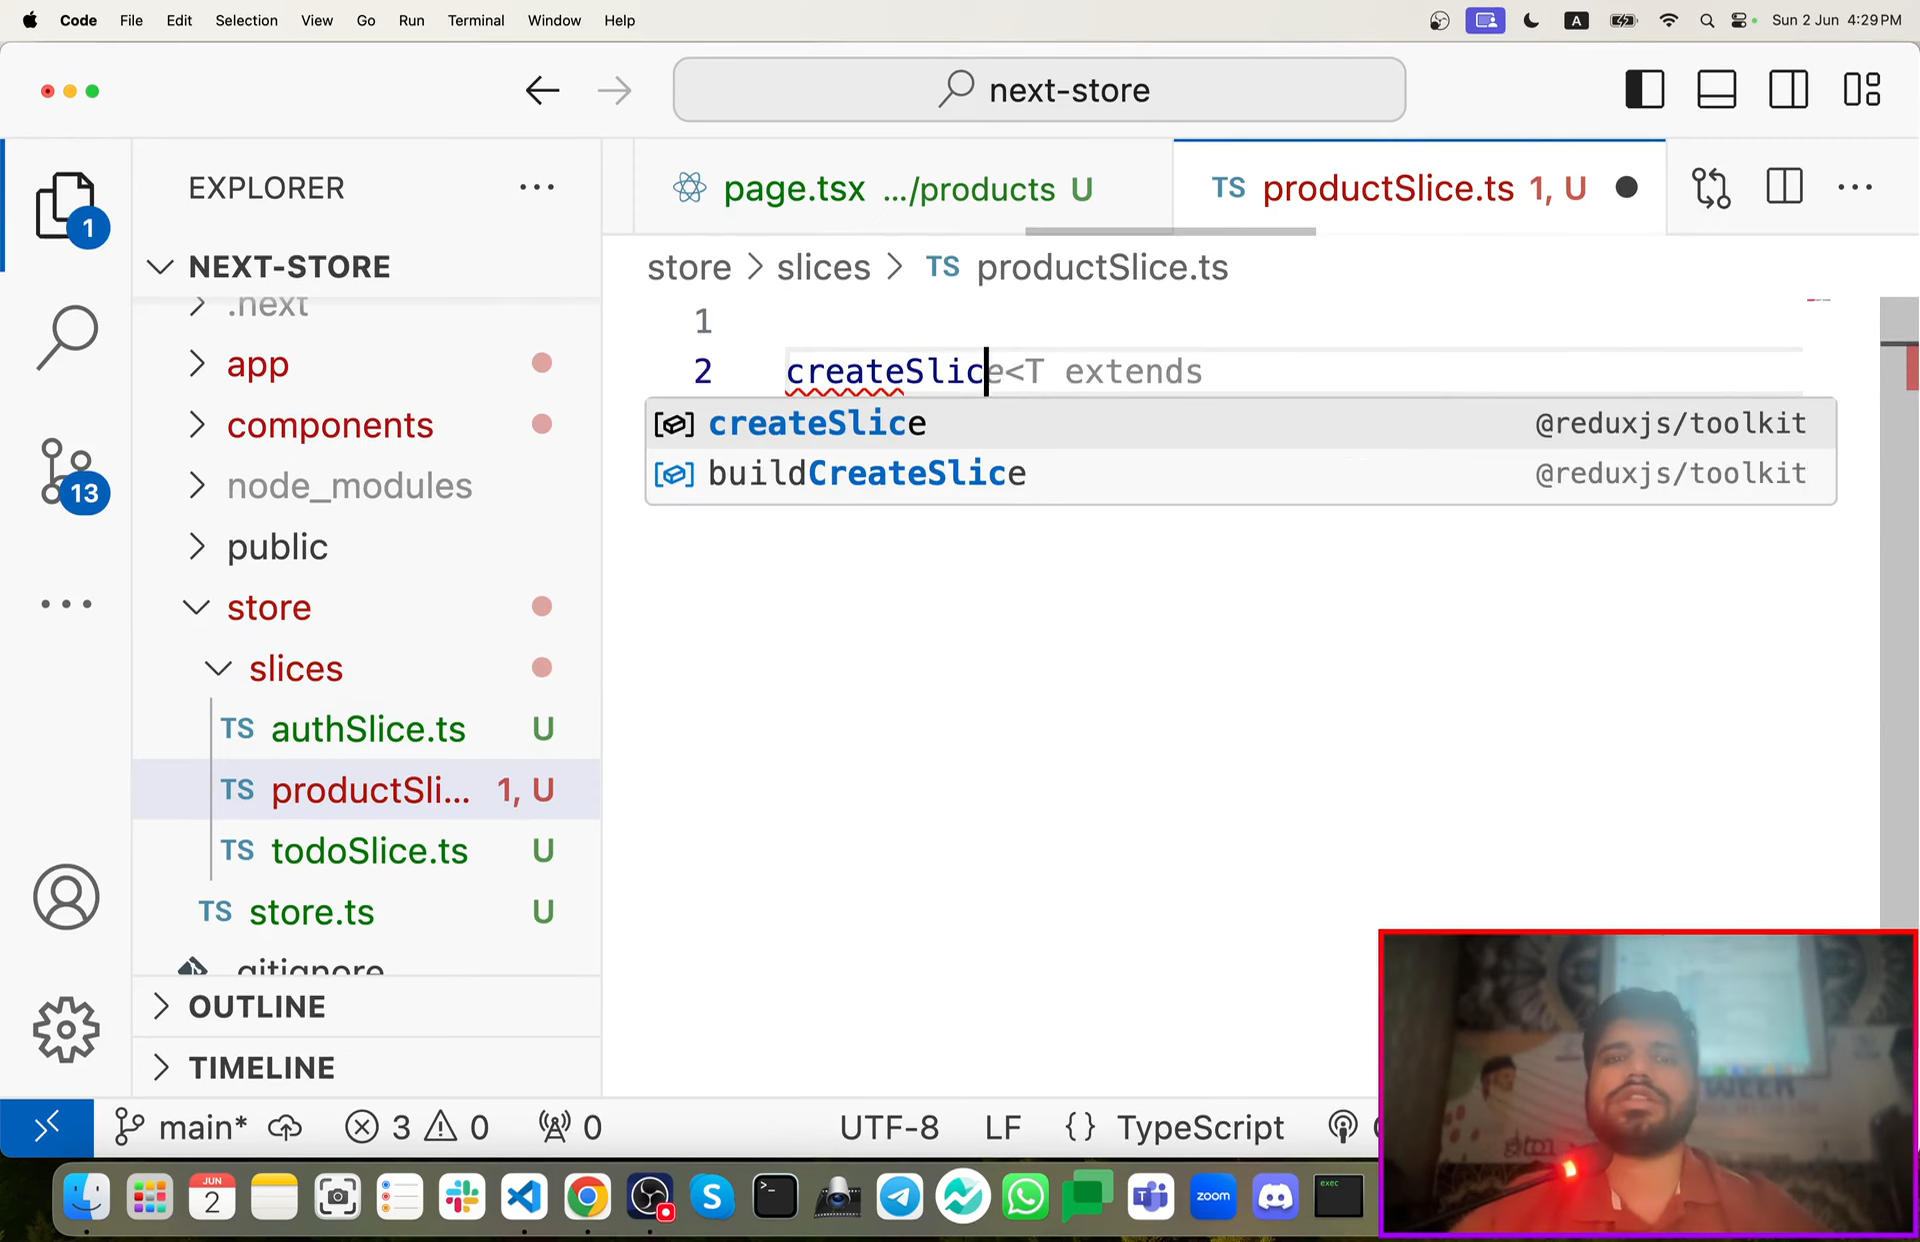 Code File Edit Selection View Go Run Terminal Window Help
A Sun 2 Jun 4:29 PM
next-store
EXPLORER
page.tsx .../products U
TS productSlice.ts 1, U
1
NEXT-STORE
store > slices > TS productSlice.ts
.next
app
components
node_modules
public
store
slices
TS authSlice.ts U
TS productSli... 1, U
TS todoSlice.ts U
TS store.ts U
.gitignore
OUTLINE
TIMELINE
13
1
2 createSlice<T extends
createSlice @reduxjs/toolkit
buildCreateSlice @reduxjs/toolkit
main* 3 0 0 UTF-8 LF {} TypeScript
JUN
2
S
zoom
exec
WEEK